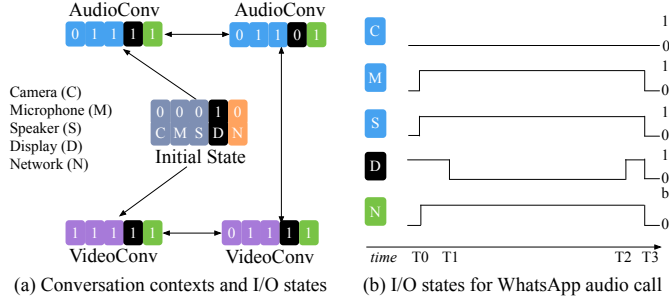 AudioConv AudioConv
0 1 1 1 1 0 1 1 0 1
Camera (C)
Microphone (M)
Speaker (S)
Display (D)
Network (N)
0 0 0 1 0
C M S D N
Initial State
1 1 1 1 1 0 1 1 1 1
VideoConv VideoConv
(a) Conversation contexts and I/O states
C 1
0
M 1
0
S 1
0
D 1
0
N b
0
time T0 T1 T2 T3
(b) I/O states for WhatsApp audio call